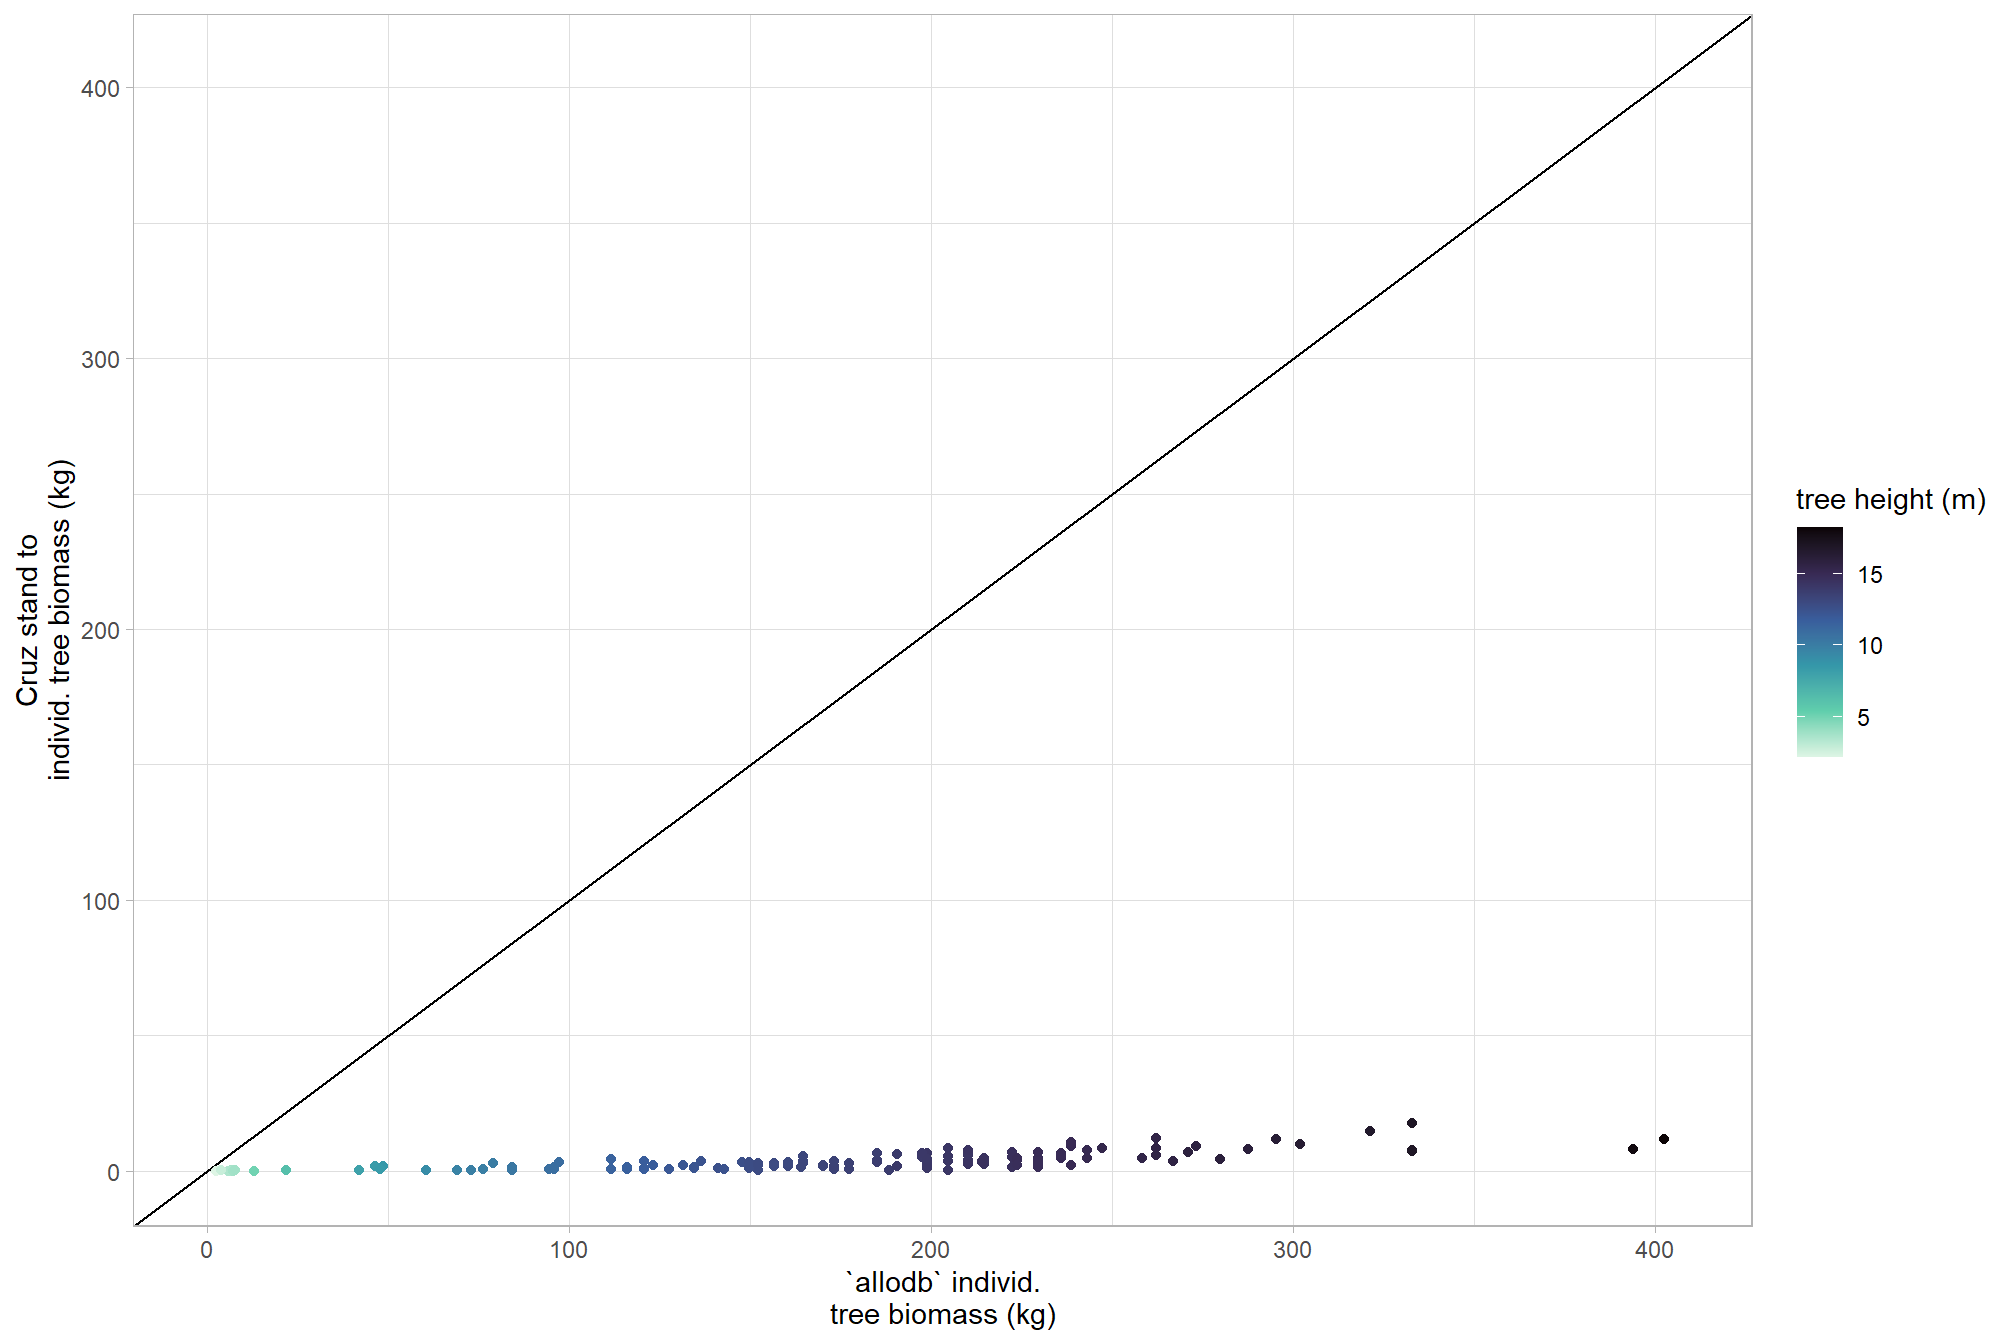 400
300
200
100
0
Cruz stand to
individ. tree biomass (kg)
0
100
200
300
400
`allodb` individ.
tree biomass (kg)
tree height (m)
15
10
5